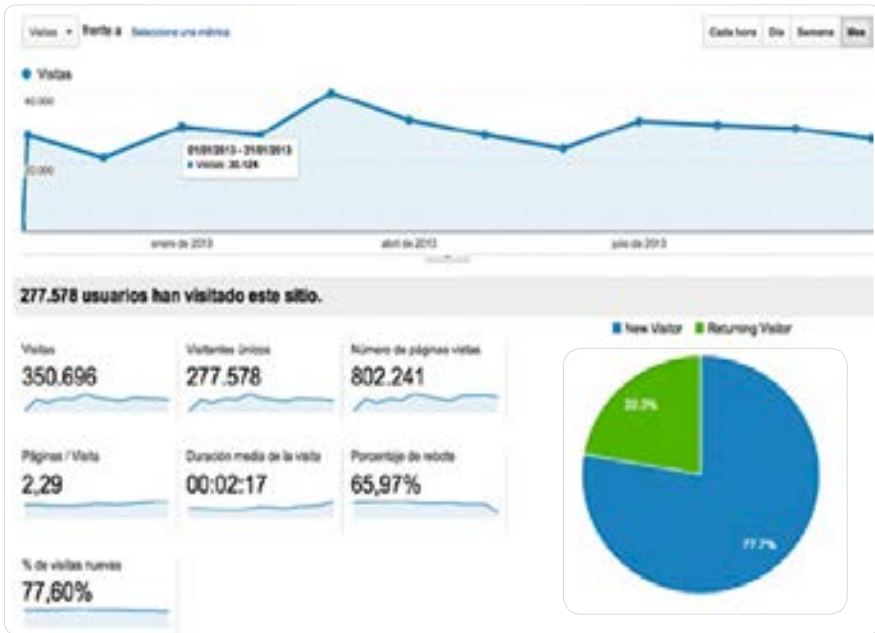 Visitas frente a Seleccione una métrica
Cada hora Día Semana Mes
Visitas
40.000
20.000
01/01/2013 - 31/01/2013
Visitas:
enero de 2013 abril de 2013 julio de 2013
277.578 usuarios han visitado este sitio.
New Visitor Returning Visitor
Visitas Visitantes únicos Número de páginas vistas
350.696 277.578 802.241
Páginas / Visita Duración media de la visita Porcentaje de rebote
2,29 00:02:17 65,97%
% de visitas nuevas
77,60%
22.3%
77.7%